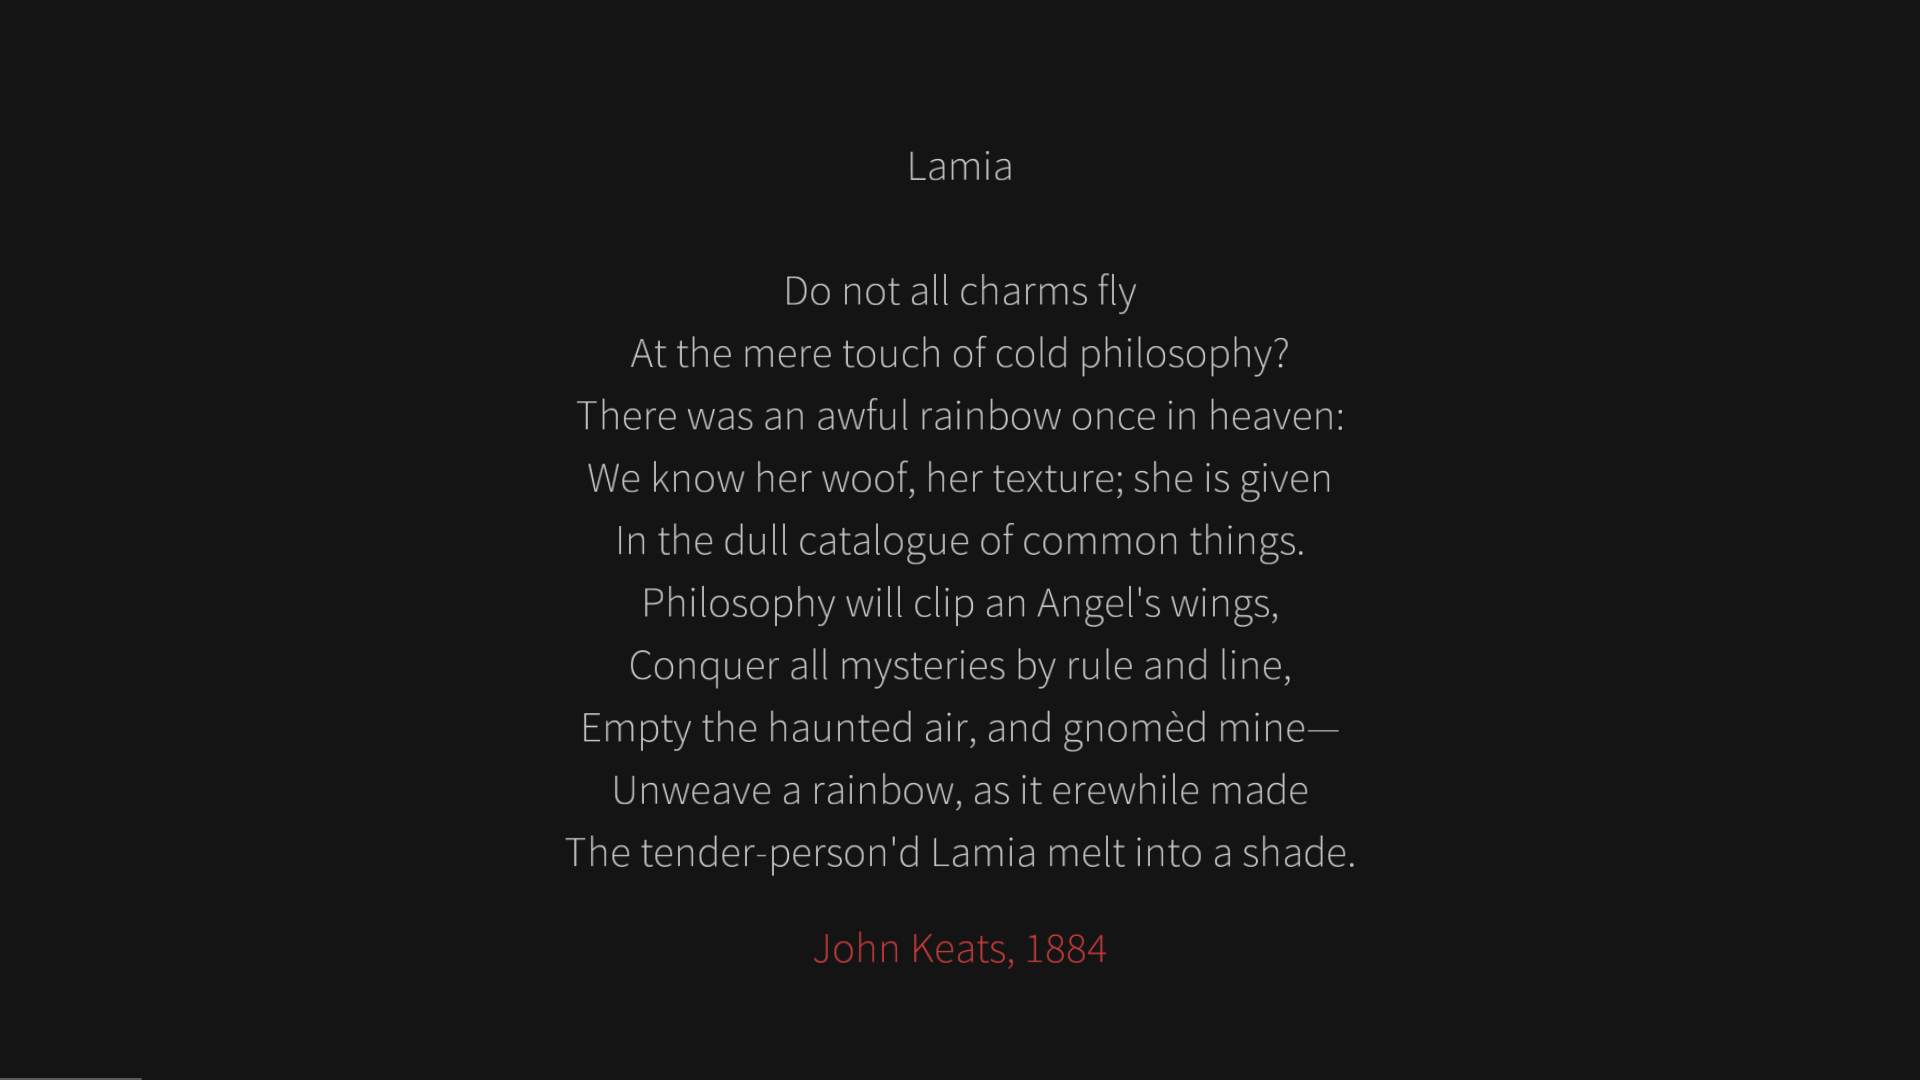 Lamia
Do not all charms fly
At the mere touch of cold philosophy?
There was an awful rainbow once in heaven:
We know her woof, her texture; she is given
In the dull catalogue of common things.
Philosophy will clip an Angel's wings,
Conquer all mysteries by rule and line,
Empty the haunted air, and gnomèd mine—
Unweave a rainbow, as it erewhile made
The tender-person'd Lamia melt into a shade.
John Keats, 1884